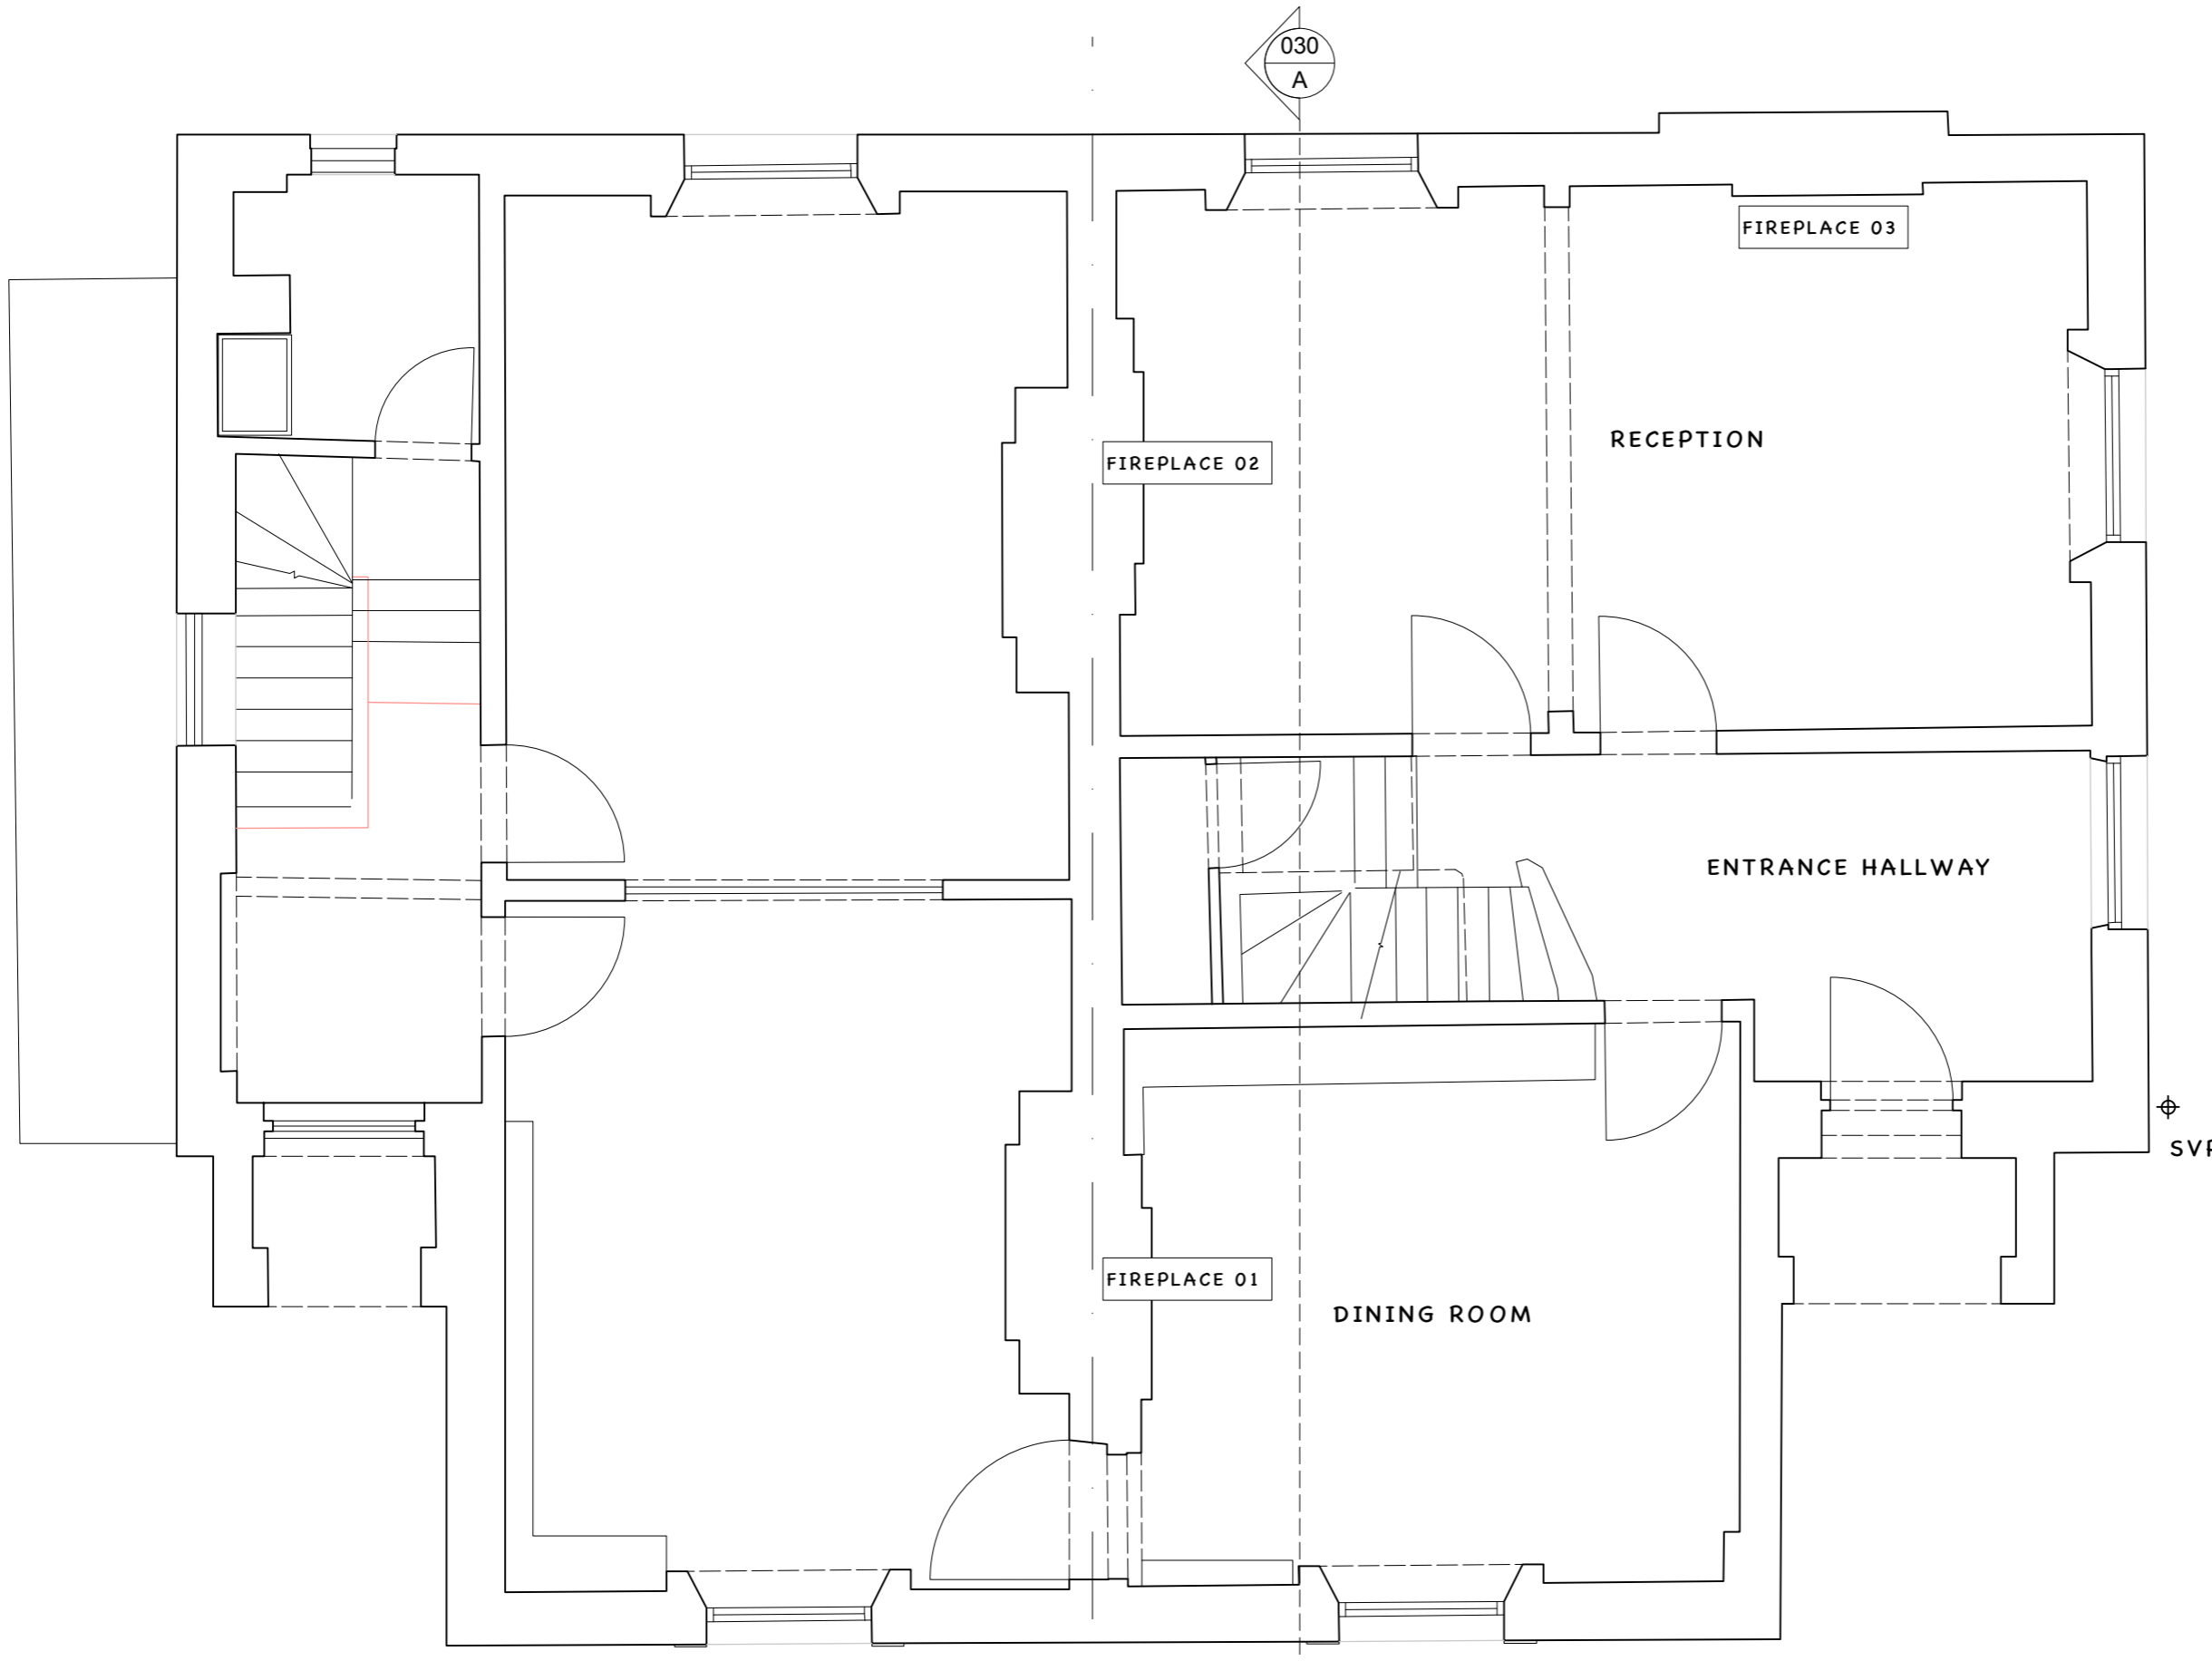 030
A
FIREPLACE 03
RECEPTION
FIREPLACE 02
ENTRANCE HALLWAY
FIREPLACE 01
DINING ROOM